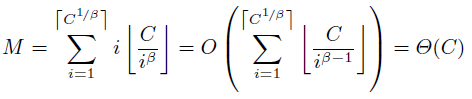 M = \sum_{i=1}^{\lceil C^{1/\beta} \rceil} i \left\lfloor \frac{C}{i^{\beta}} \right\rfloor = O \left( \sum_{i=1}^{\lceil C^{1/\beta} \rceil} \left\lfloor \frac{C}{i^{\beta-1}} \right\rfloor \right) = \Theta(C)